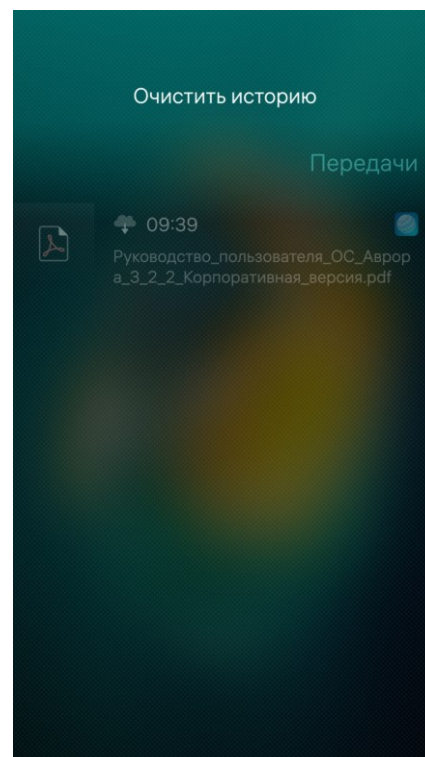 Очистить историю
Передачи
09:39
Руководство_пользователя_ОС_Аврор
а_3_2_2_Корпоративная_версия.pdf